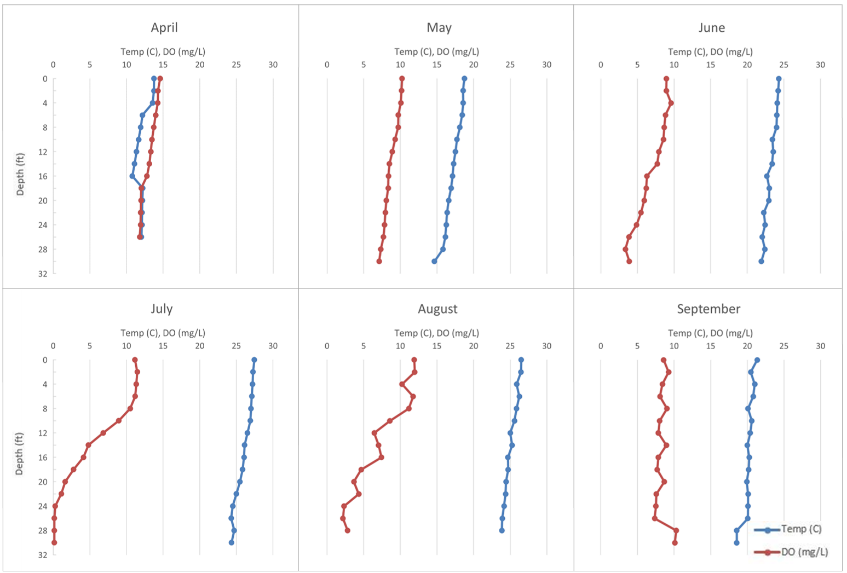 April
Temp (C), DO (mg/L)
0 5 10 15 20 25 30
Depth (ft)
0
4
8
12
16
20
24
28
32
May
Temp (C), DO (mg/L)
0 5 10 15 20 25 30
June
Temp (C), DO (mg/L)
0 5 10 15 20 25 30
July
Temp (C), DO (mg/L)
0 5 10 15 20 25 30
Depth (ft)
0
4
8
12
16
20
24
28
32
August
Temp (C), DO (mg/L)
0 5 10 15 20 25 30
September
Temp (C), DO (mg/L)
0 5 10 15 20 25 30
Temp (C)
DO (mg/L)